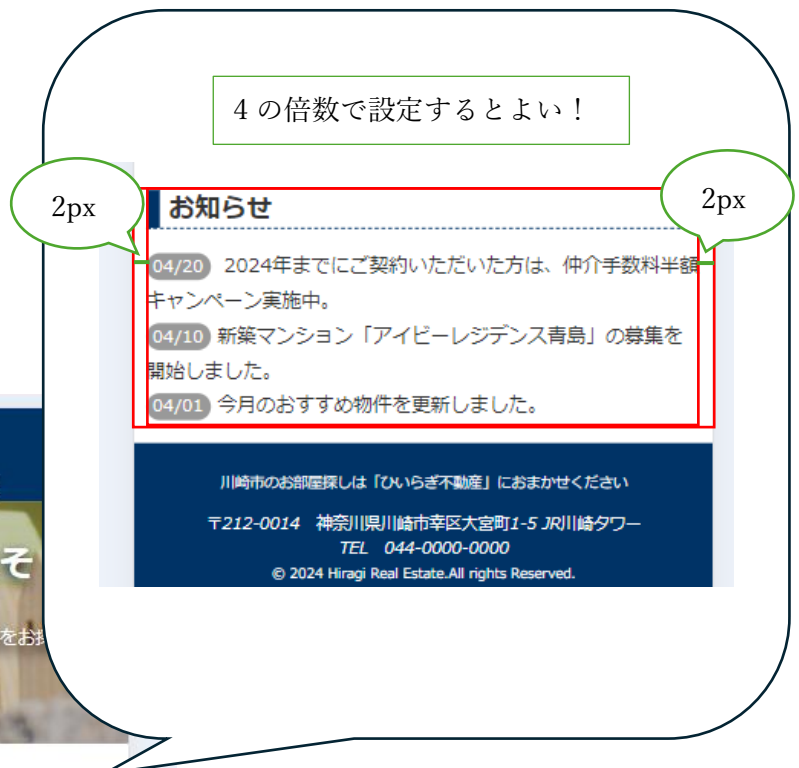 4の倍数で設定するとよい！
2px
2px
お知らせ
04/20 2024年までにご契約いただいた方は、仲介手数料半額
キャンペーン実施中。
04/10 新築マンション「アイビーレジデンス青島」の募集を
開始しました。
04/01 今月のおすすめ物件を更新しました。
川崎市のお部屋探しは「ひいらぎ不動産」におまかせください
〒212-0014　神奈川県川崎市幸区大宮町1-5 JR川崎タワー
TEL　044-0000-0000
© 2024 Hiragi Real Estate.All rights Reserved.
そ
をお